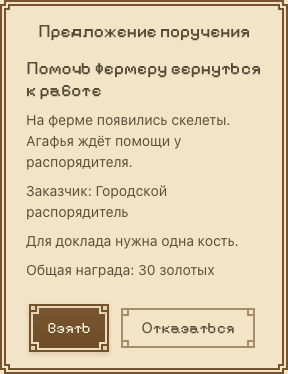 Предложение поручения
Помочь фермеру вернуться
к работе
На ферме появились скелеты.
Агафья ждёт помощи у
распорядителя.
Заказчик: Городской
распорядитель
Для доклада нужна одна кость.
Общая награда: 30 золотых
Взять
Отказаться